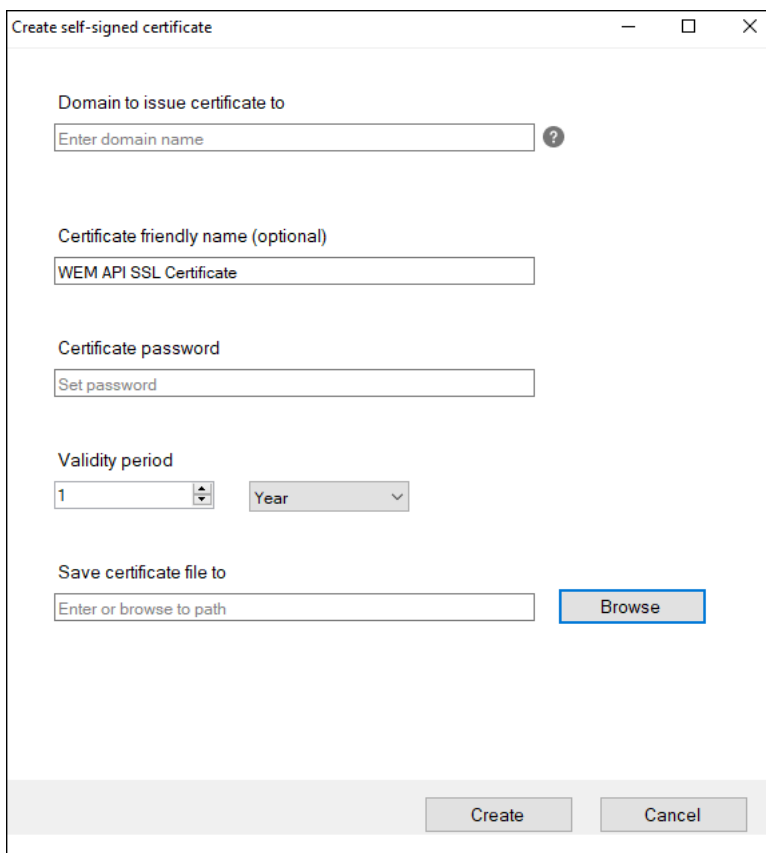 Create self-signed certificate
Domain to issue certificate to
Enter domain name
?
Certificate friendly name (optional)
WEM API SSL Certificate
Certificate password
Set password
Validity period
1
Year
Save certificate file to
Enter or browse to path
Browse
Create
Cancel